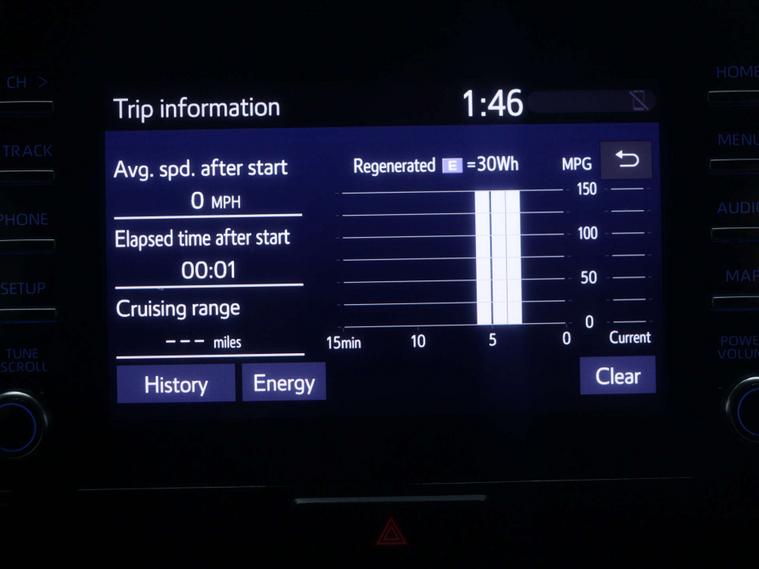 CH >
TRACK
PHONE
SETUP
TUNE
SCROLL
HOME
MENU
AUDIO
MAP
POWER
VOLUME
Trip information
1:46
Avg. spd. after start
0 MPH
Elapsed time after start
00:01
Cruising range
--- miles
Regenerated E =30Wh
MPG
150
100
50
0
15min 10 5 0 Current
History
Energy
Clear